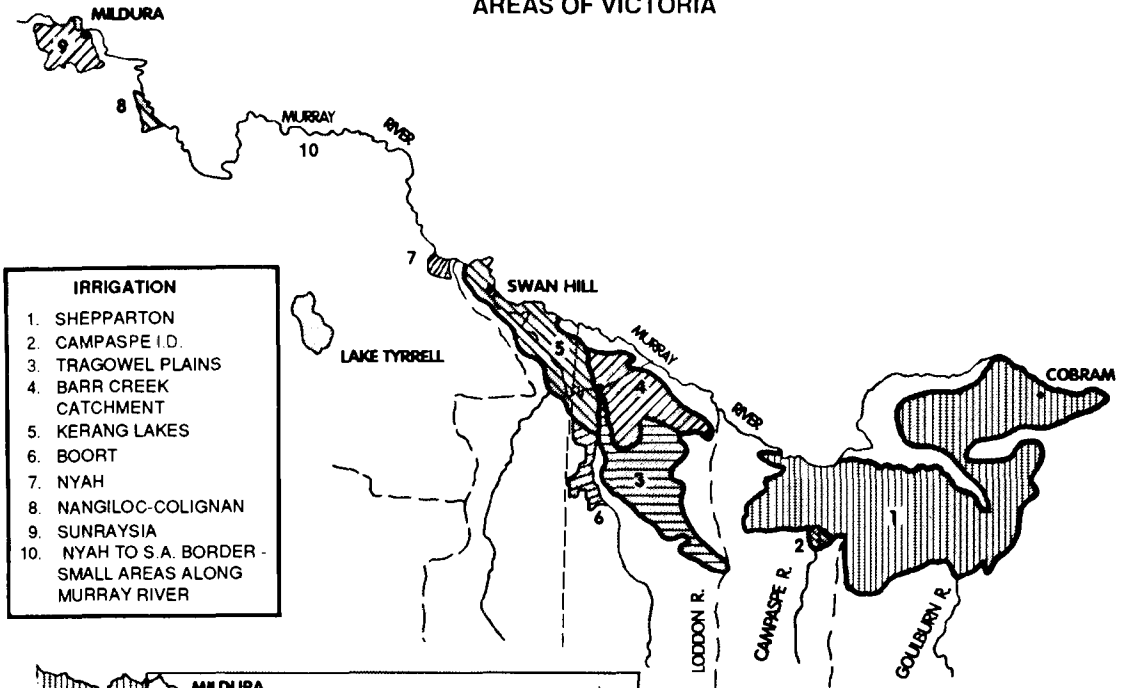 AREAS OF VICTORIA
MILDURA
9
8
MURRAY RIVER
10
7
SWAN HILL
IRRIGATION
1. SHEPPARTON
2. CAMPASPE I.D.
3. TRAGOWEL PLAINS
4. BARR CREEK
CATCHMENT
5. KERANG LAKES
6. BOORT
7. NYAH
8. NANGILOC-COLIGNAN
9. SUNRAYSIA
10. NYAH TO S.A. BORDER -
SMALL AREAS ALONG
MURRAY RIVER
LAKE TYRRELL
5
MURRAY RIVER
4
COBRAM
3
6
1
2
LODDON R.
CAMPASPE R.
GOULBURN R.
MILDURA